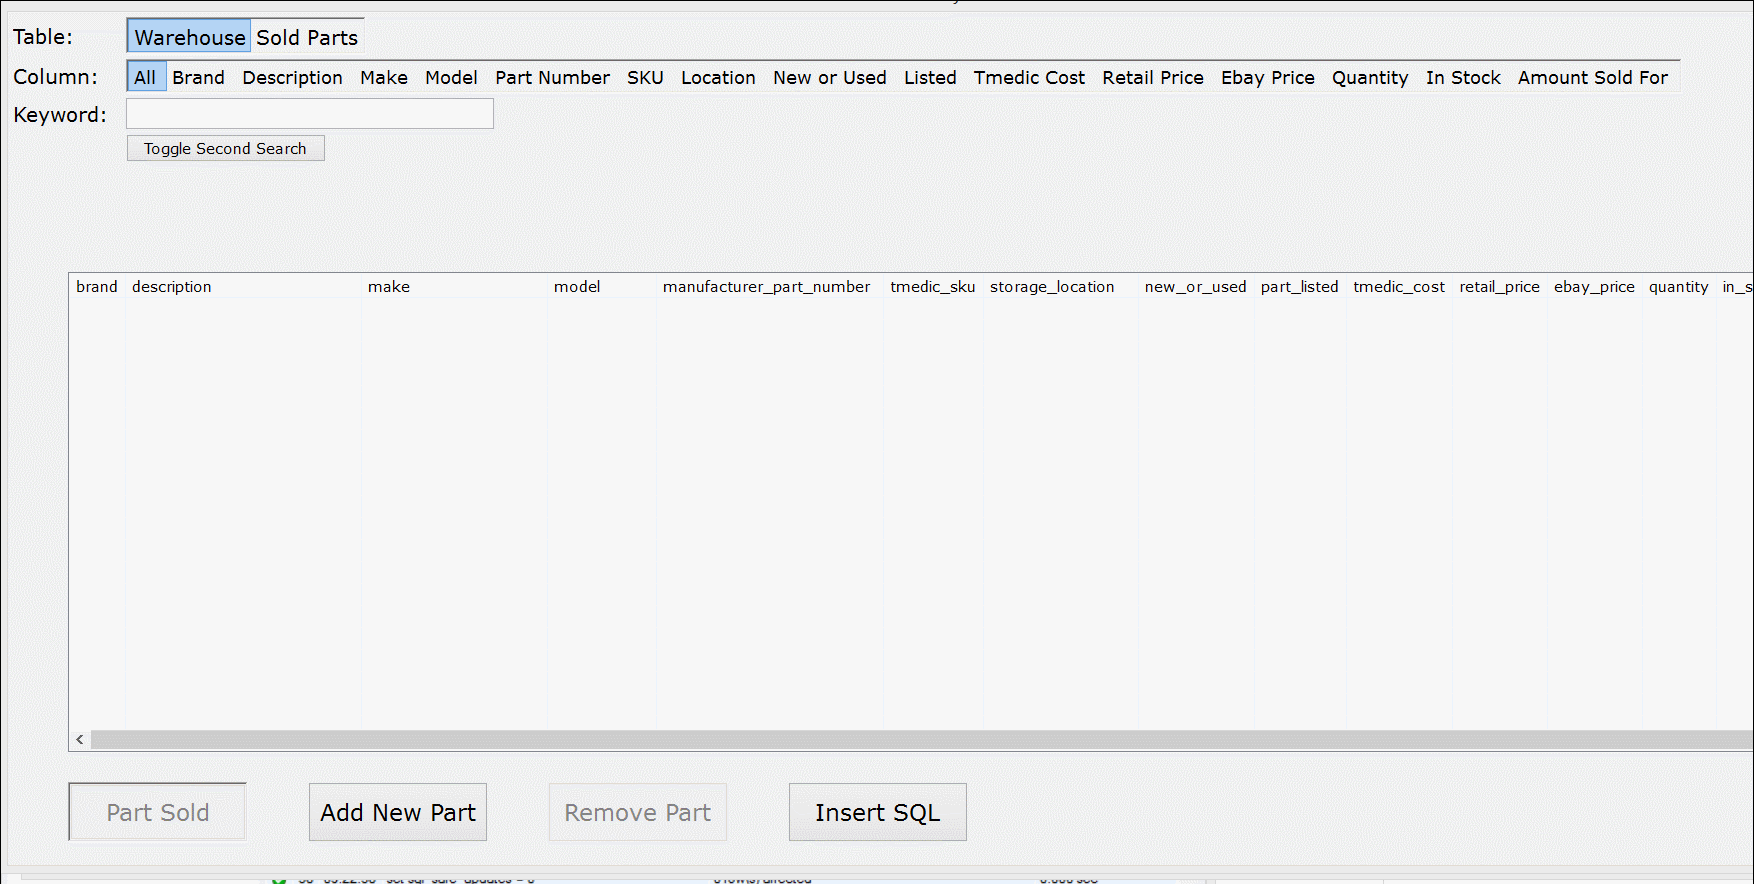 Table: Warehouse Sold Parts
Column: All Brand Description Make Model Part Number SKU Location New or Used Listed Tmedic Cost Retail Price Ebay Price Quantity In Stock Amount Sold For
Keyword:
Toggle Second Search
brand description make model manufacturer_part_number tmedic_sku storage_location new_or_used part_listed tmedic_cost retail_price ebay_price quantity in_s
Part Sold Add New Part Remove Part Insert SQL